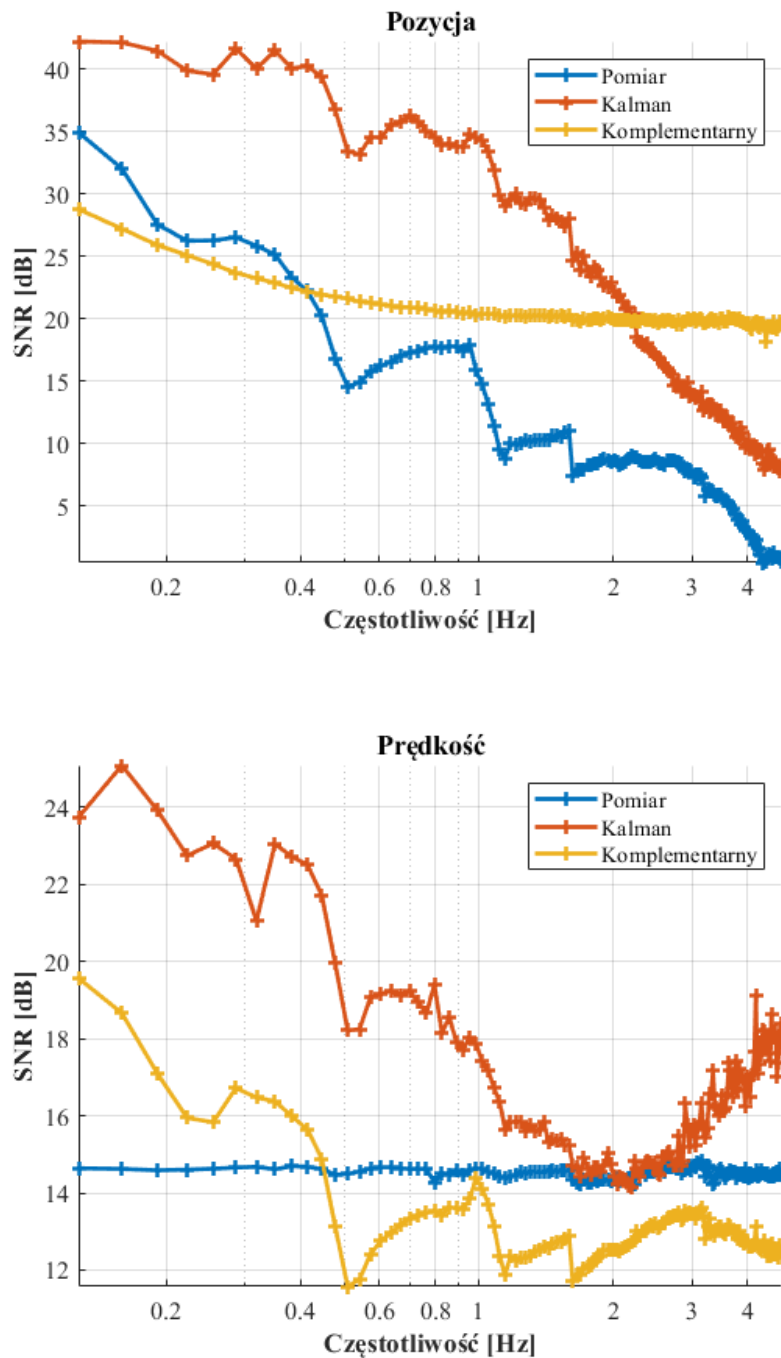 Pozycja
Pomiar
Kalman
Komplementarny
SNR [dB]
40
35
30
25
20
15
10
5
0.2 0.4 0.6 0.8 1 2 3 4
Częstotliwość [Hz]
Prędkość
Pomiar
Kalman
Komplementarny
SNR [dB]
24
22
20
18
16
14
12
0.2 0.4 0.6 0.8 1 2 3 4
Częstotliwość [Hz]